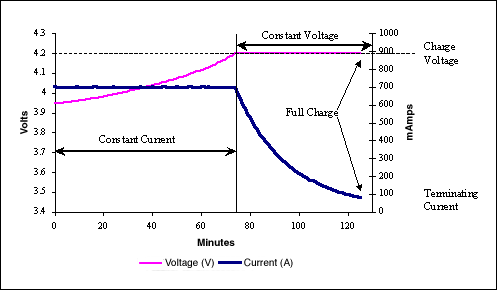 Constant Voltage
Charge
Voltage
Full Charge
Constant Current
Terminating
Current
Volts
4.3
4.2
4.1
4
3.9
3.8
3.7
3.6
3.5
3.4
mAmps
1000
900
800
700
600
500
400
300
200
100
0
0 20 40 60 80 100 120
Minutes
Voltage (V) Current (A)